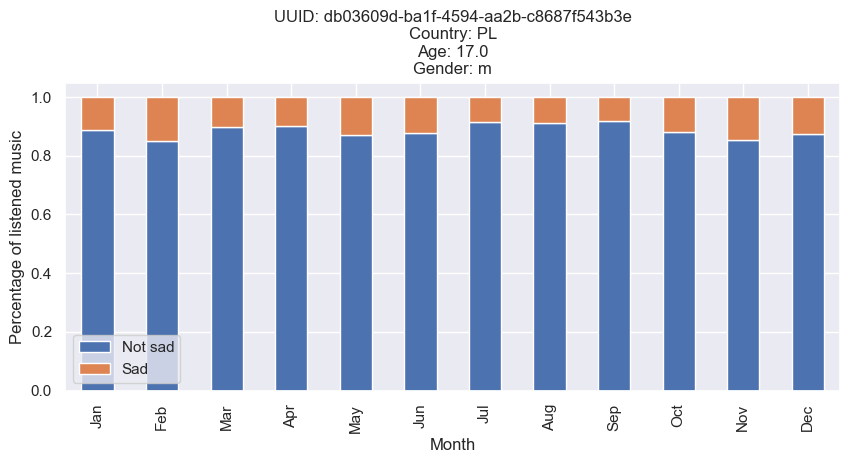 UUID: db03609d-ba1f-4594-aa2b-c8687f543b3e
Country: PL
Age: 17.0
Gender: m
Percentage of listened music
1.0
0.8
0.6
0.4
0.2
0.0
Not sad
Sad
Jan
Feb
Mar
Apr
May
Jun
Jul
Aug
Sep
Oct
Nov
Dec
Month